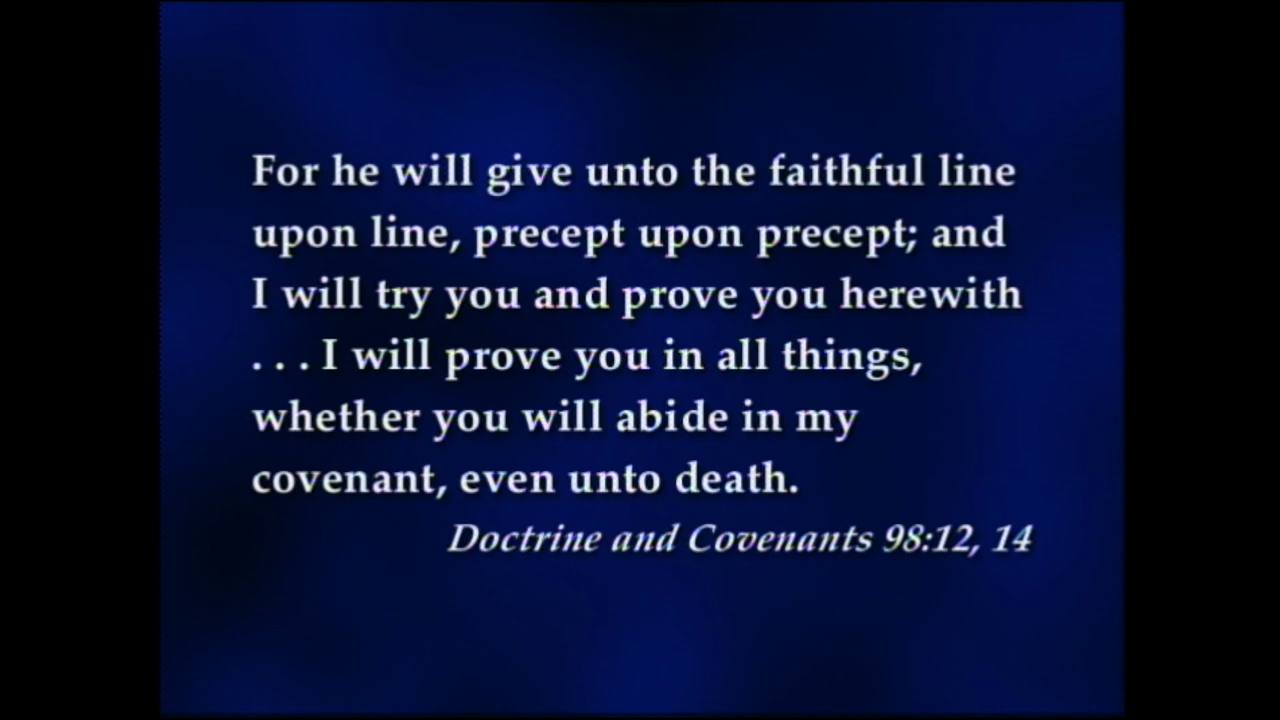 For he will give unto the faithful line
upon line, precept upon precept; and
I will try you and prove you herewith
. . . I will prove you in all things,
whether you will abide in my
covenant, even unto death.
Doctrine and Covenants 98:12, 14